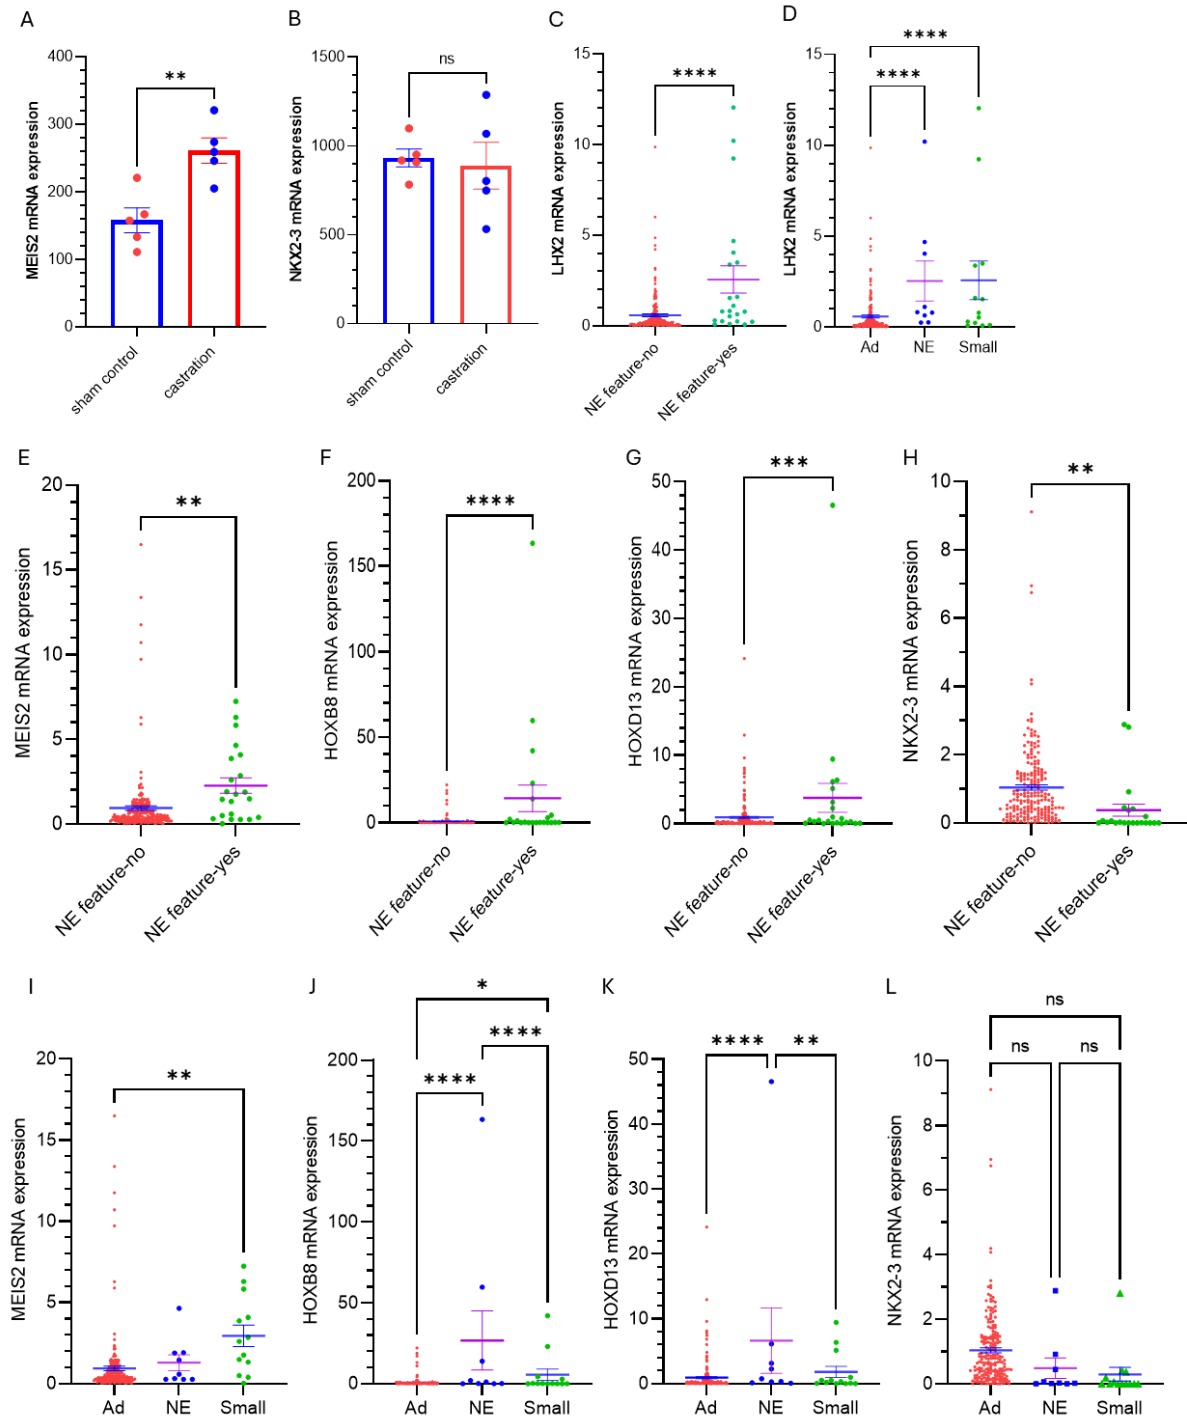 A
MEIS2 mRNA expression
400
300
200
100
0
**
sham control
castration
B
NKX2-3 mRNA expression
1500
1000
500
0
ns
sham control
castration
C
LHX2 mRNA expression
15
10
5
0
****
NE feature-no
NE feature-yes
D
LHX2 mRNA expression
15
10
5
0
****
****
Ad NE Small
E
MEIS2 mRNA expression
20
15
10
5
0
**
NE feature-no
NE feature-yes
F
HOXB8 mRNA expression
200
150
100
50
0
****
NE feature-no
NE feature-yes
G
HOXD13 mRNA expression
50
40
30
20
10
0
***
NE feature-no
NE feature-yes
H
NKX2-3 mRNA expression
10
8
6
4
2
0
**
NE feature-no
NE feature-yes
I
MEIS2 mRNA expression
20
15
10
5
0
**
Ad NE Small
J
HOXB8 mRNA expression
200
150
100
50
0
*
****
****
Ad NE Small
K
HOXD13 mRNA expression
50
40
30
20
10
0
**** **
Ad NE Small
L
NKX2-3 mRNA expression
10
8
6
4
2
0
ns
ns ns
Ad NE Small